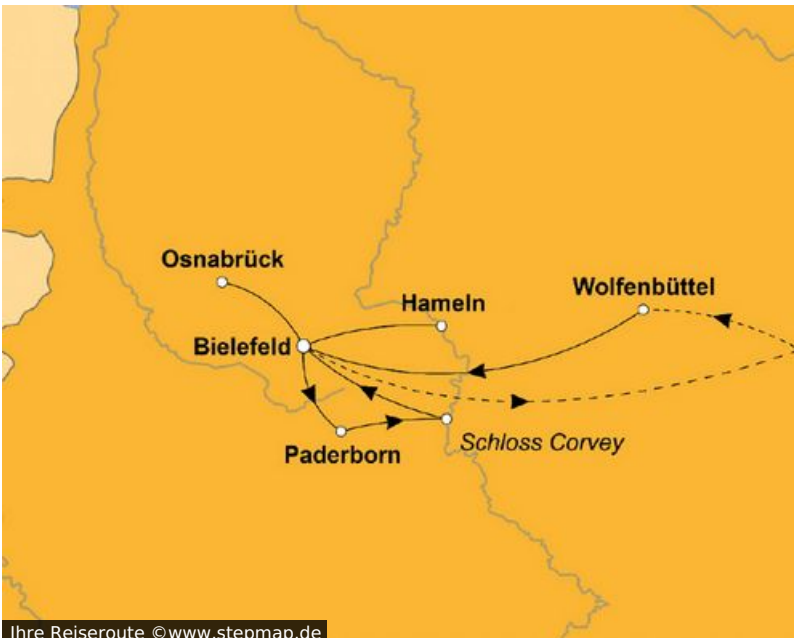 Osnabrück
Wolfenbüttel
Hameln
Bielefeld
Schloss Corvey
Paderborn
Ihre Reiseroute ©www.stepmap.de